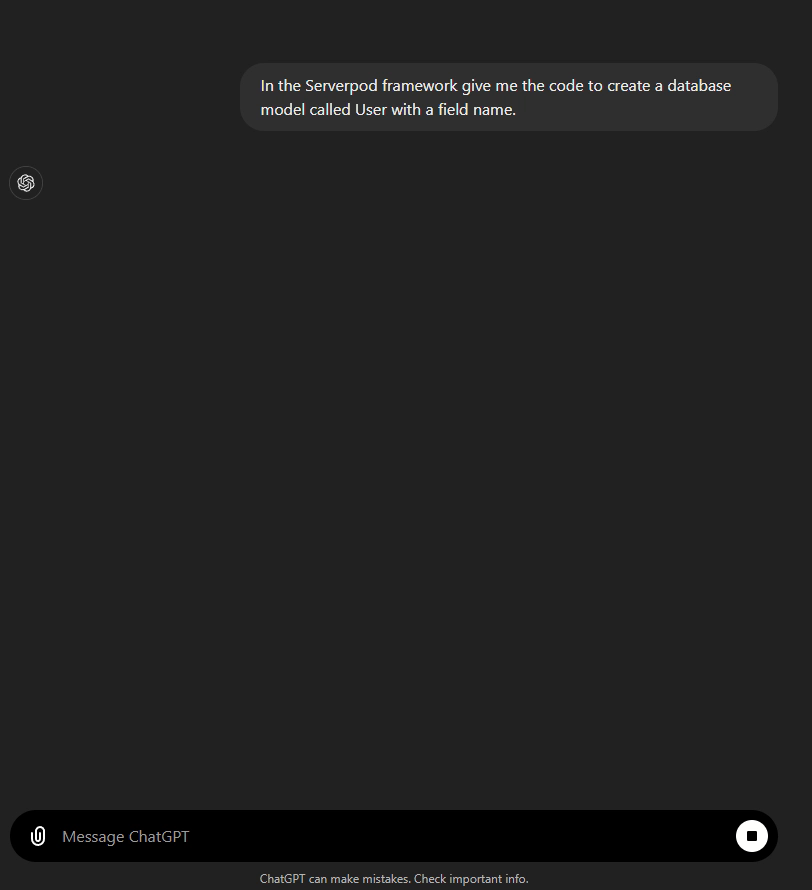 In the Serverpod framework give me the code to create a database
model called User with a field name.
Message ChatGPT
ChatGPT can make mistakes. Check important info.